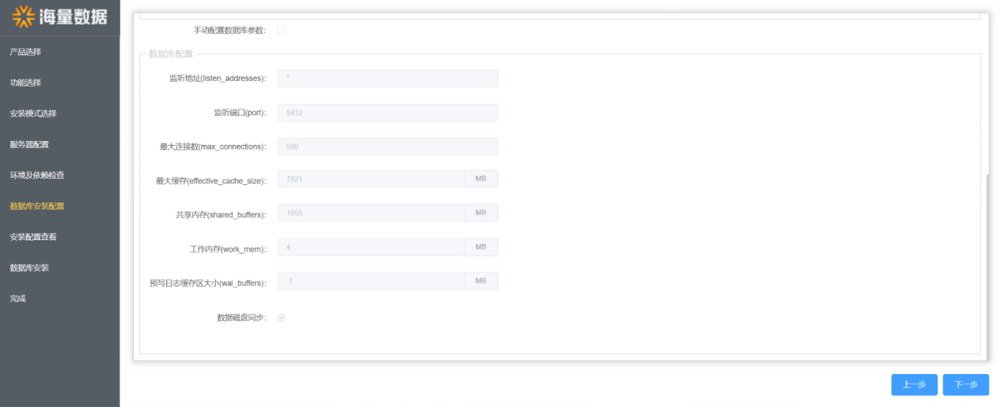 海量数据
产品选择
功能选择
安装模式选择
服务器配置
环境及依赖检查
数据库安装配置
安装配置查看
数据库安装
完成
手动配置数据库参数:
数据库配置
监听地址(listen_addresses): *
监听端口(port): 5432
最大连接数(max_connections): 500
最大缓存(effective_cache_size): 7821 MB
共享内存(shared_buffers): 1955 MB
工作内存(work_mem): 4 MB
预写日志缓存区大小(wal_buffers): -1 MB
数据磁盘同步:
上一步 下一步